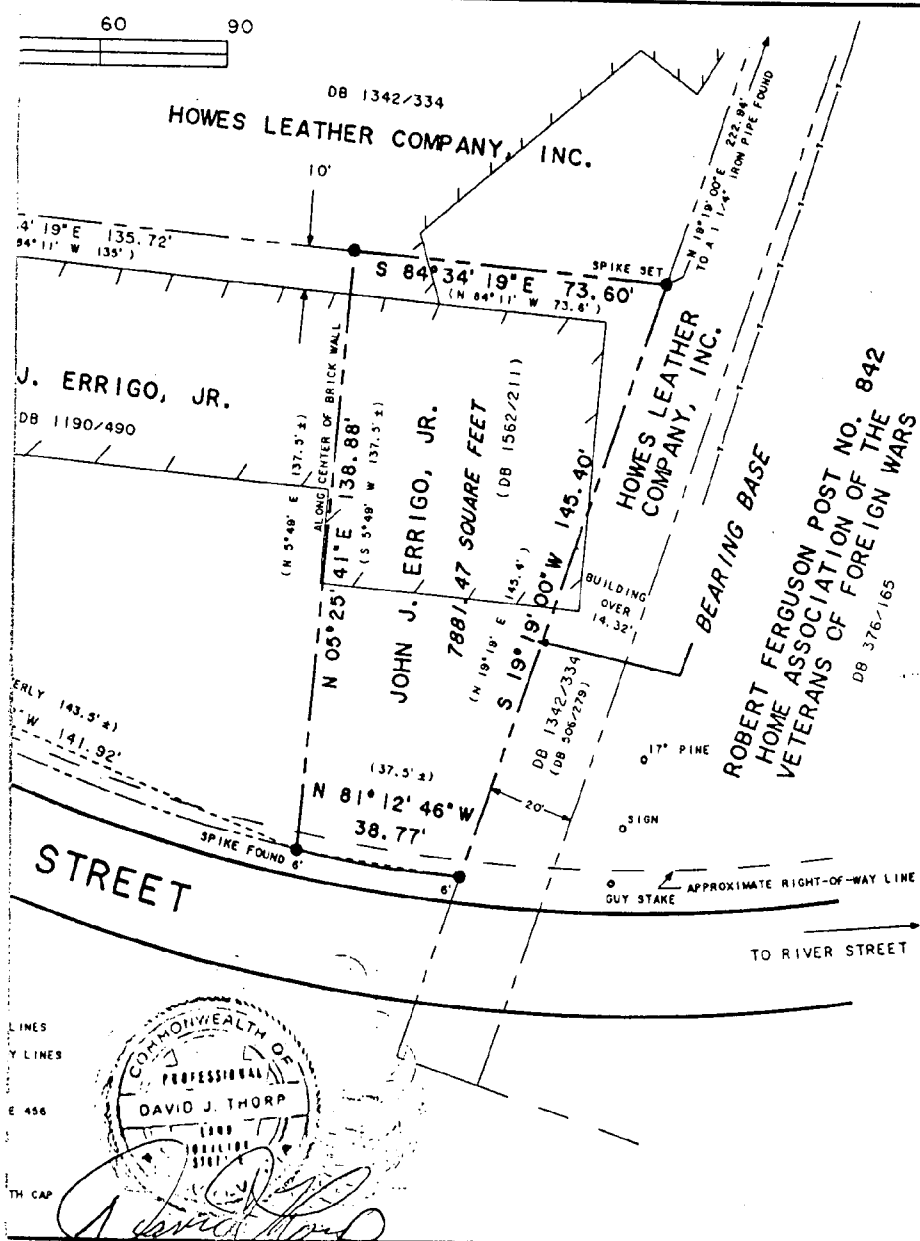 60 90
DB 1342/334
HOWES LEATHER COMPANY, INC.
10'
4' 19" E 135.72'
84° 11' W 135' )
S 84° 34' 19" E 73.60'
(N 84° 11' W 73.6')
SPIKE SET
N 19° 19' 00" E 222.94'
TO A 1 1/4" IRON PIPE FOUND
J. ERRIGO, JR.
DB 1190/490
(N 5° 49' E 137.5' ±)
ALONG CENTER OF BRICK WALL
N 05° 25' 41" E 138.88'
(S 5° 49' W 137.5' ±)
JOHN J. ERRIGO, JR.
7881.47 SQUARE FEET
(DB 1562/211)
(N 19° 19' E 145.4')
S 19° 19' 00" W 145.40'
HOWES LEATHER
COMPANY, INC.
BUILDING
OVER
14.32'
BEARING BASE
DB 1342/334
(DB 506/279)
ROBERT FERGUSON POST NO. 842
HOME ASSOCIATION OF THE
VETERANS OF FOREIGN WARS
DB 376/165
ERLY (143.5' ±)
" W 141.92'
(37.5' ±)
N 81° 12' 46" W
38.77'
20'
17" PINE
SIGN
SPIKE FOUND
6'
6'
GUY STAKE
APPROXIMATE RIGHT-OF-WAY LINE
STREET
TO RIVER STREET
LINES
Y LINES
E 456
TH CAP
COMMONWEALTH OF
PROFESSIONAL
DAVID J. THORP
LAND
David Thorp